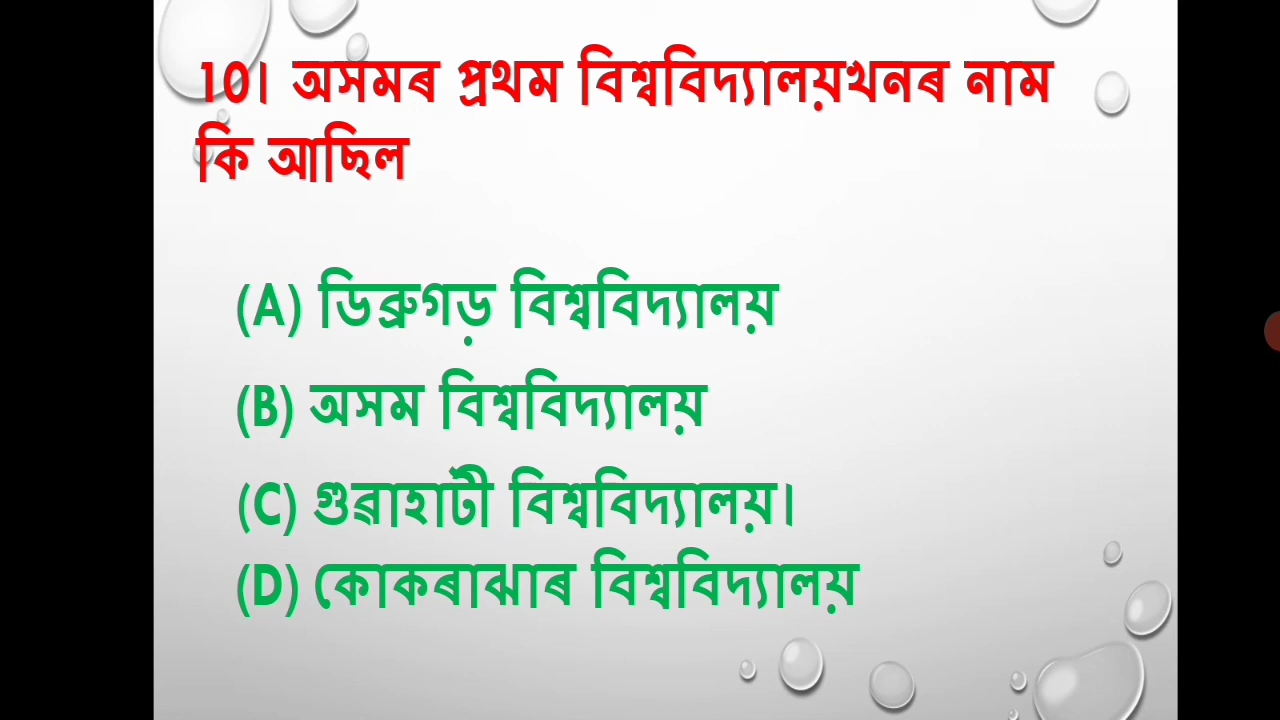 10। অসমৰ প্ৰথম বিশ্ববিদ্যালয়খনৰ নাম
কি আছিল
(A) ডিব্ৰুগড় বিশ্ববিদ্যালয়
(B) অসম বিশ্ববিদ্যালয়
(C) গুৱাহাটী বিশ্ববিদ্যালয়।
(D) কোকৰাঝাৰ বিশ্ববিদ্যালয়